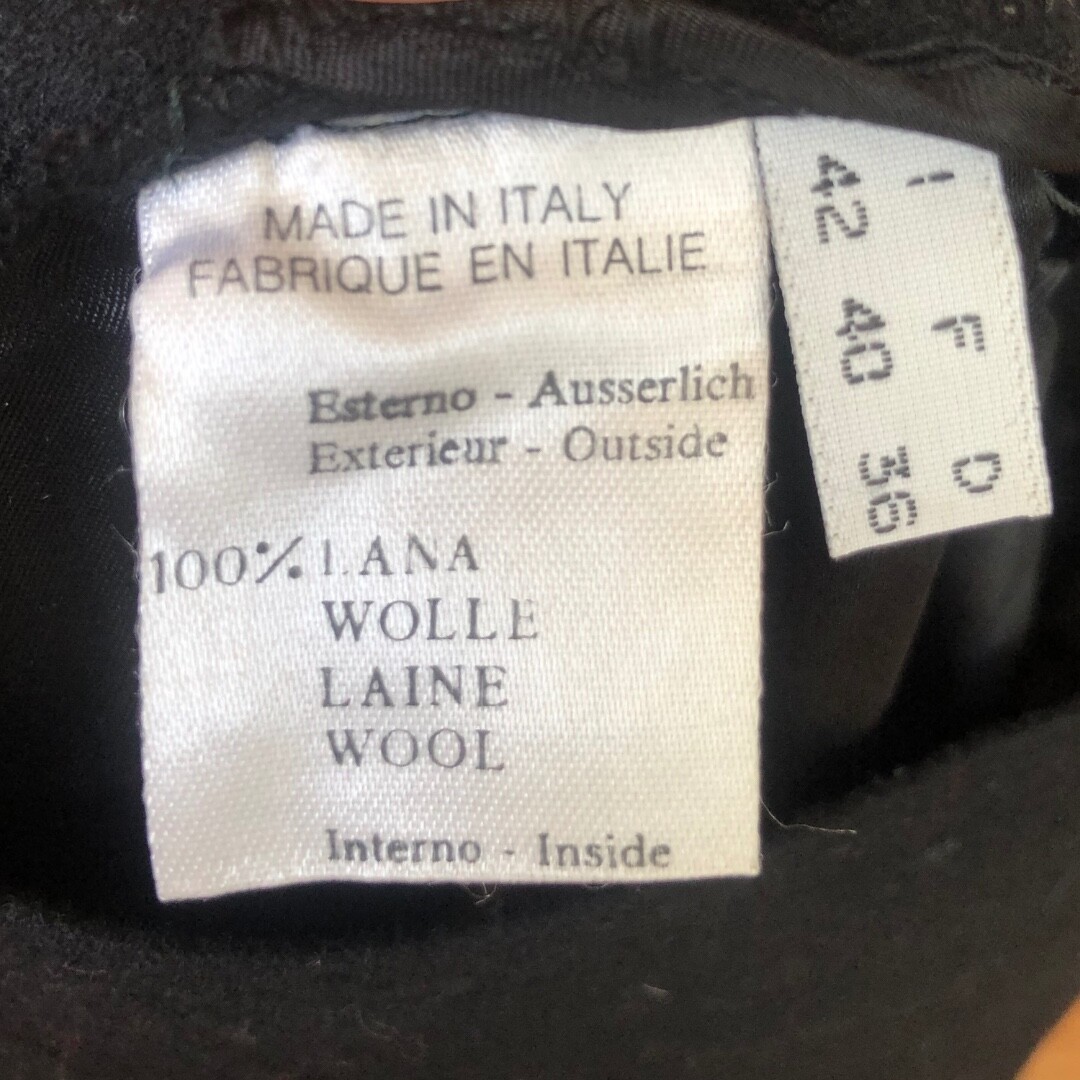 MADE IN ITALY
FABRIQUE EN ITALIE
Esterno - Ausserlich
Exterieur - Outside
100% LANA
WOLLE
LAINE
WOOL
Interno - Inside
I F D
42 40 36